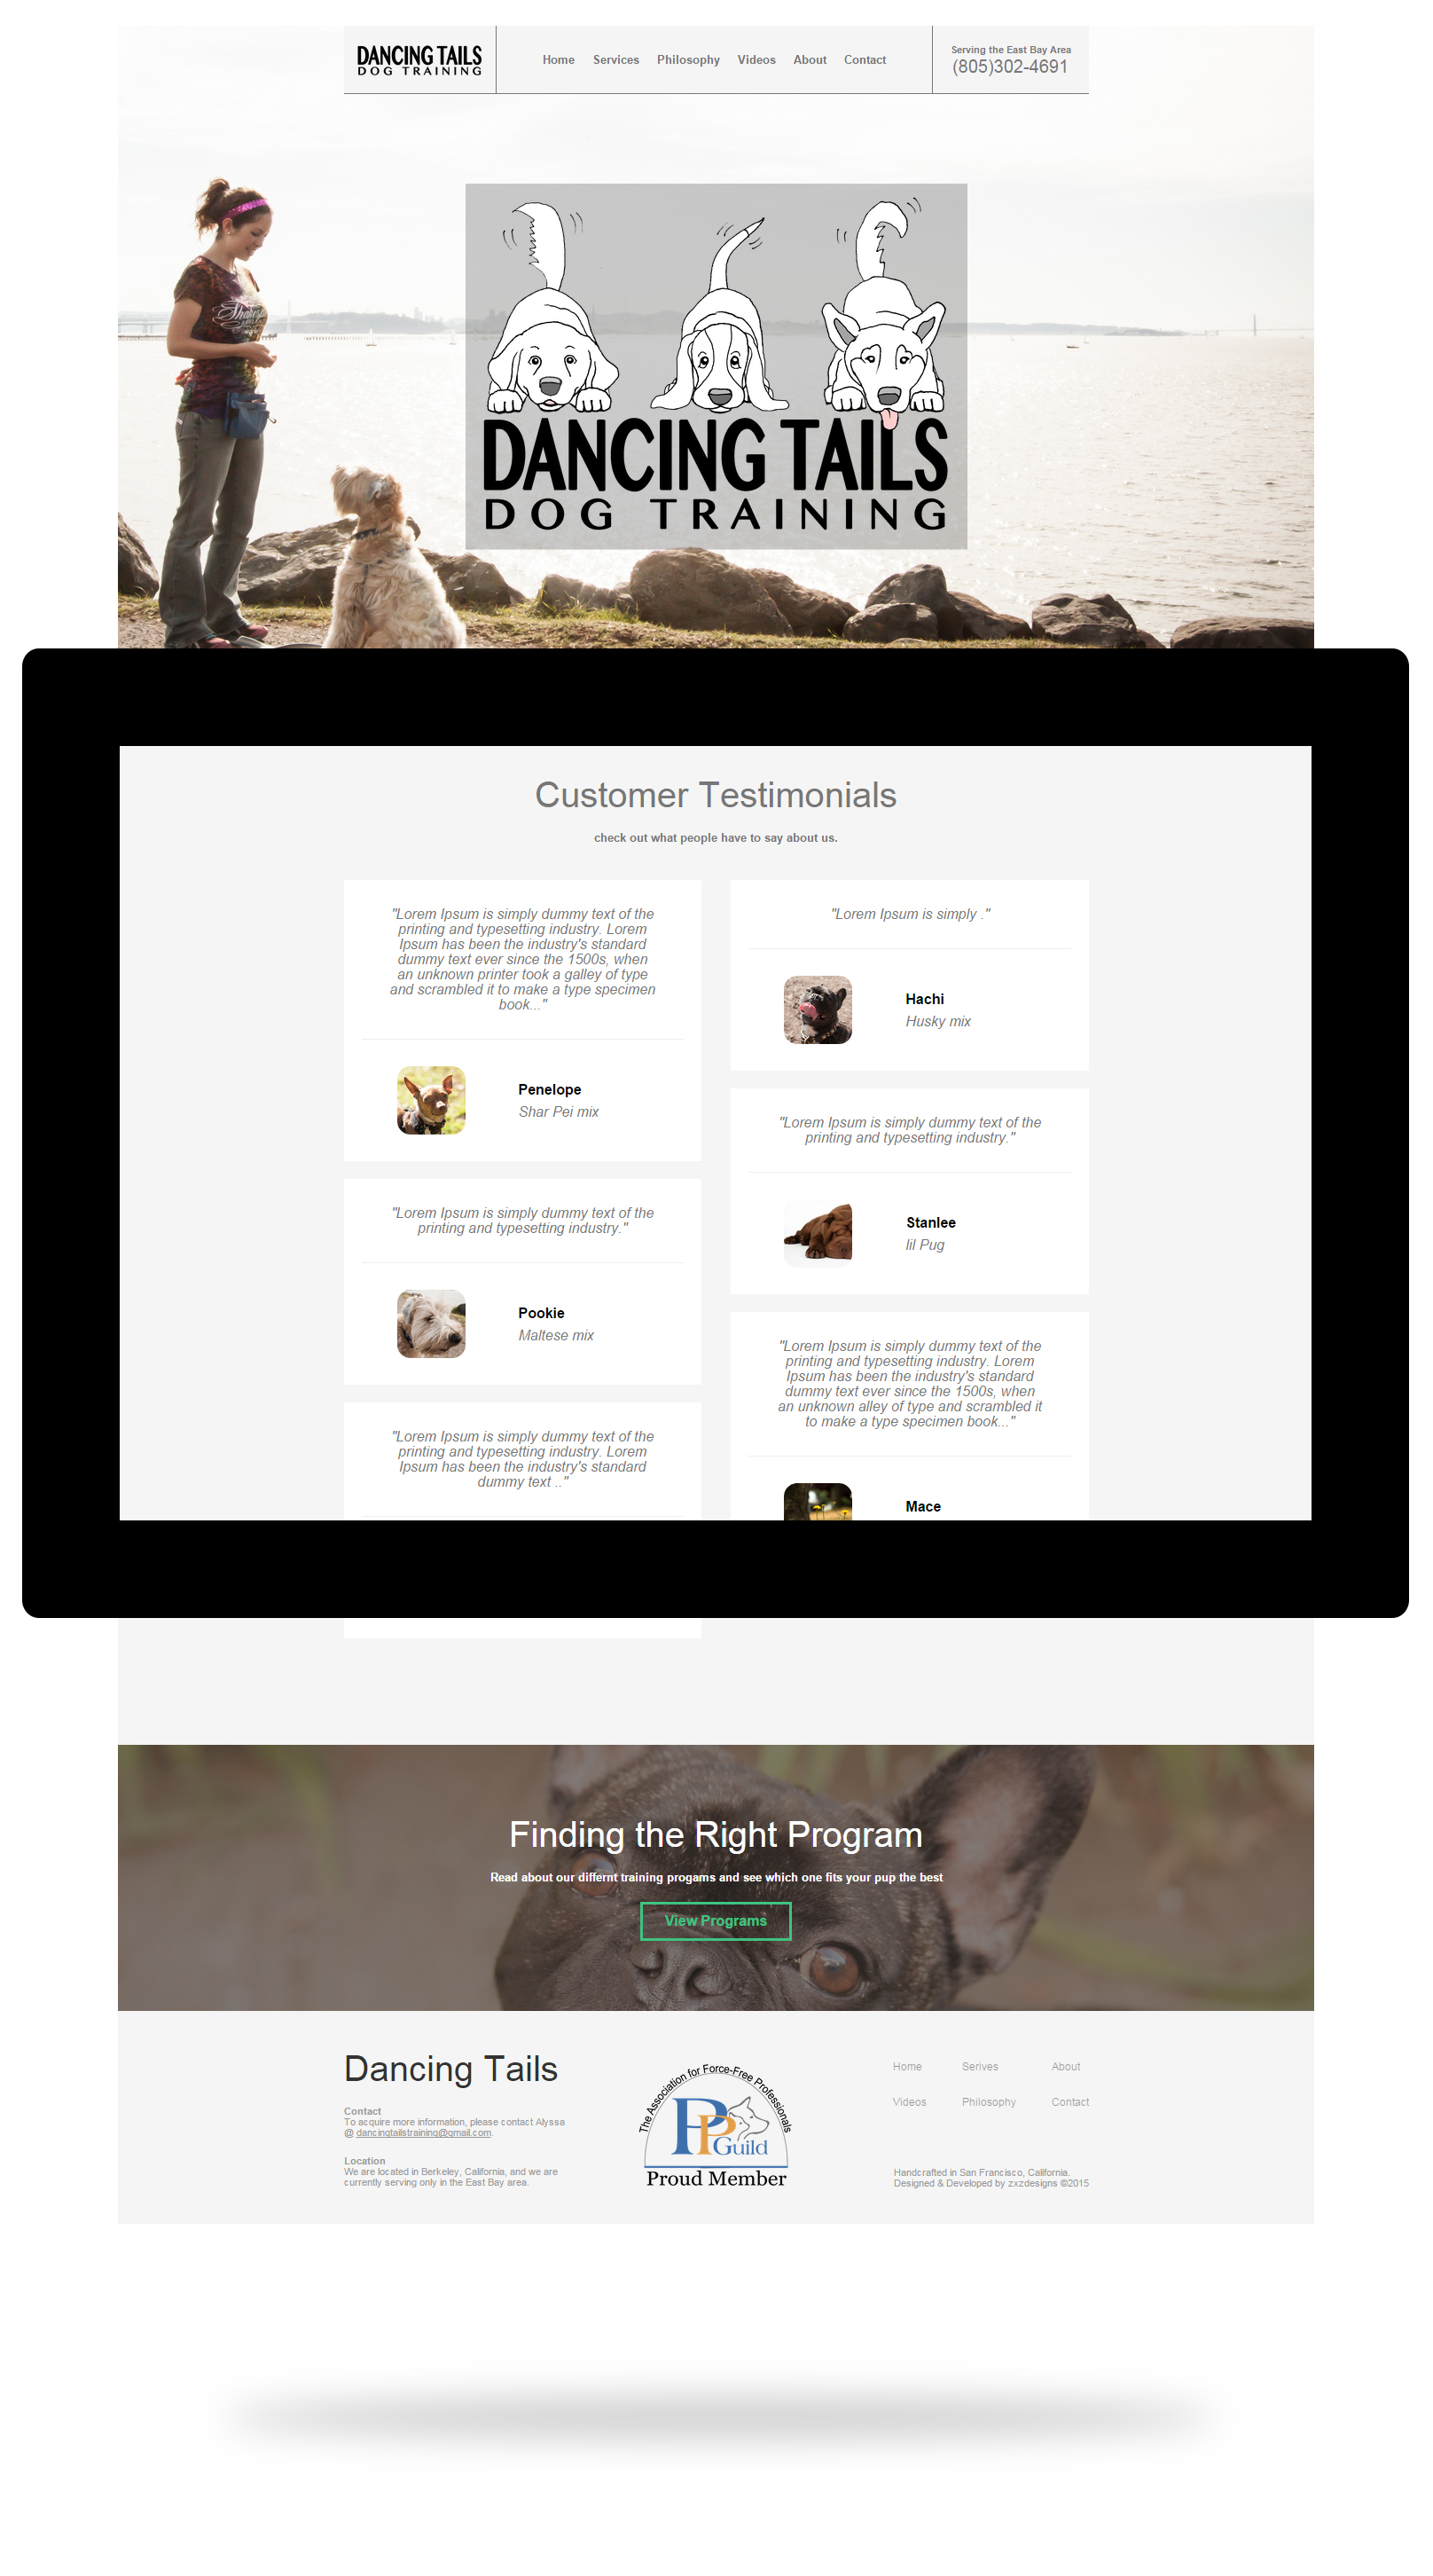 DANCING TAILS
DOG TRAINING
Home Services Philosophy Videos About Contact
Serving the East Bay Area
(805)302-4691
DANCING TAILS
DOG TRAINING
Customer Testimonials
check out what people have to say about us.
"Lorem Ipsum is simply dummy text of the
printing and typesetting industry. Lorem
Ipsum has been the industry's standard
dummy text ever since the 1500s, when
an unknown printer took a galley of type
and scrambled it to make a type specimen
book..."
Penelope
Shar Pei mix
"Lorem Ipsum is simply dummy text of the
printing and typesetting industry."
Pookie
Maltese mix
"Lorem Ipsum is simply dummy text of the
printing and typesetting industry. Lorem
Ipsum has been the industry's standard
dummy text .."
"Lorem Ipsum is simply ."
Hachi
Husky mix
"Lorem Ipsum is simply dummy text of the
printing and typesetting industry."
Stanlee
lil Pug
"Lorem Ipsum is simply dummy text of the
printing and typesetting industry. Lorem
Ipsum has been the industry's standard
dummy text ever since the 1500s, when
an unknown alley of type and scrambled it
to make a type specimen book..."
Mace
Finding the Right Program
Read about our differnt training progams and see which one fits your pup the best
View Programs
Dancing Tails
Contact
To acquire more information, please contact Alyssa
@ dancingtailstraining@gmail.com.
Location
We are located in Berkeley, California, and we are
currently serving only in the East Bay area.
The Association for Force-Free Professionals
PP
Guild
Proud Member
Home Serives About
Videos Philosophy Contact
Handcrafted in San Francisco, California.
Designed & Developed by zxzdesigns ©2015